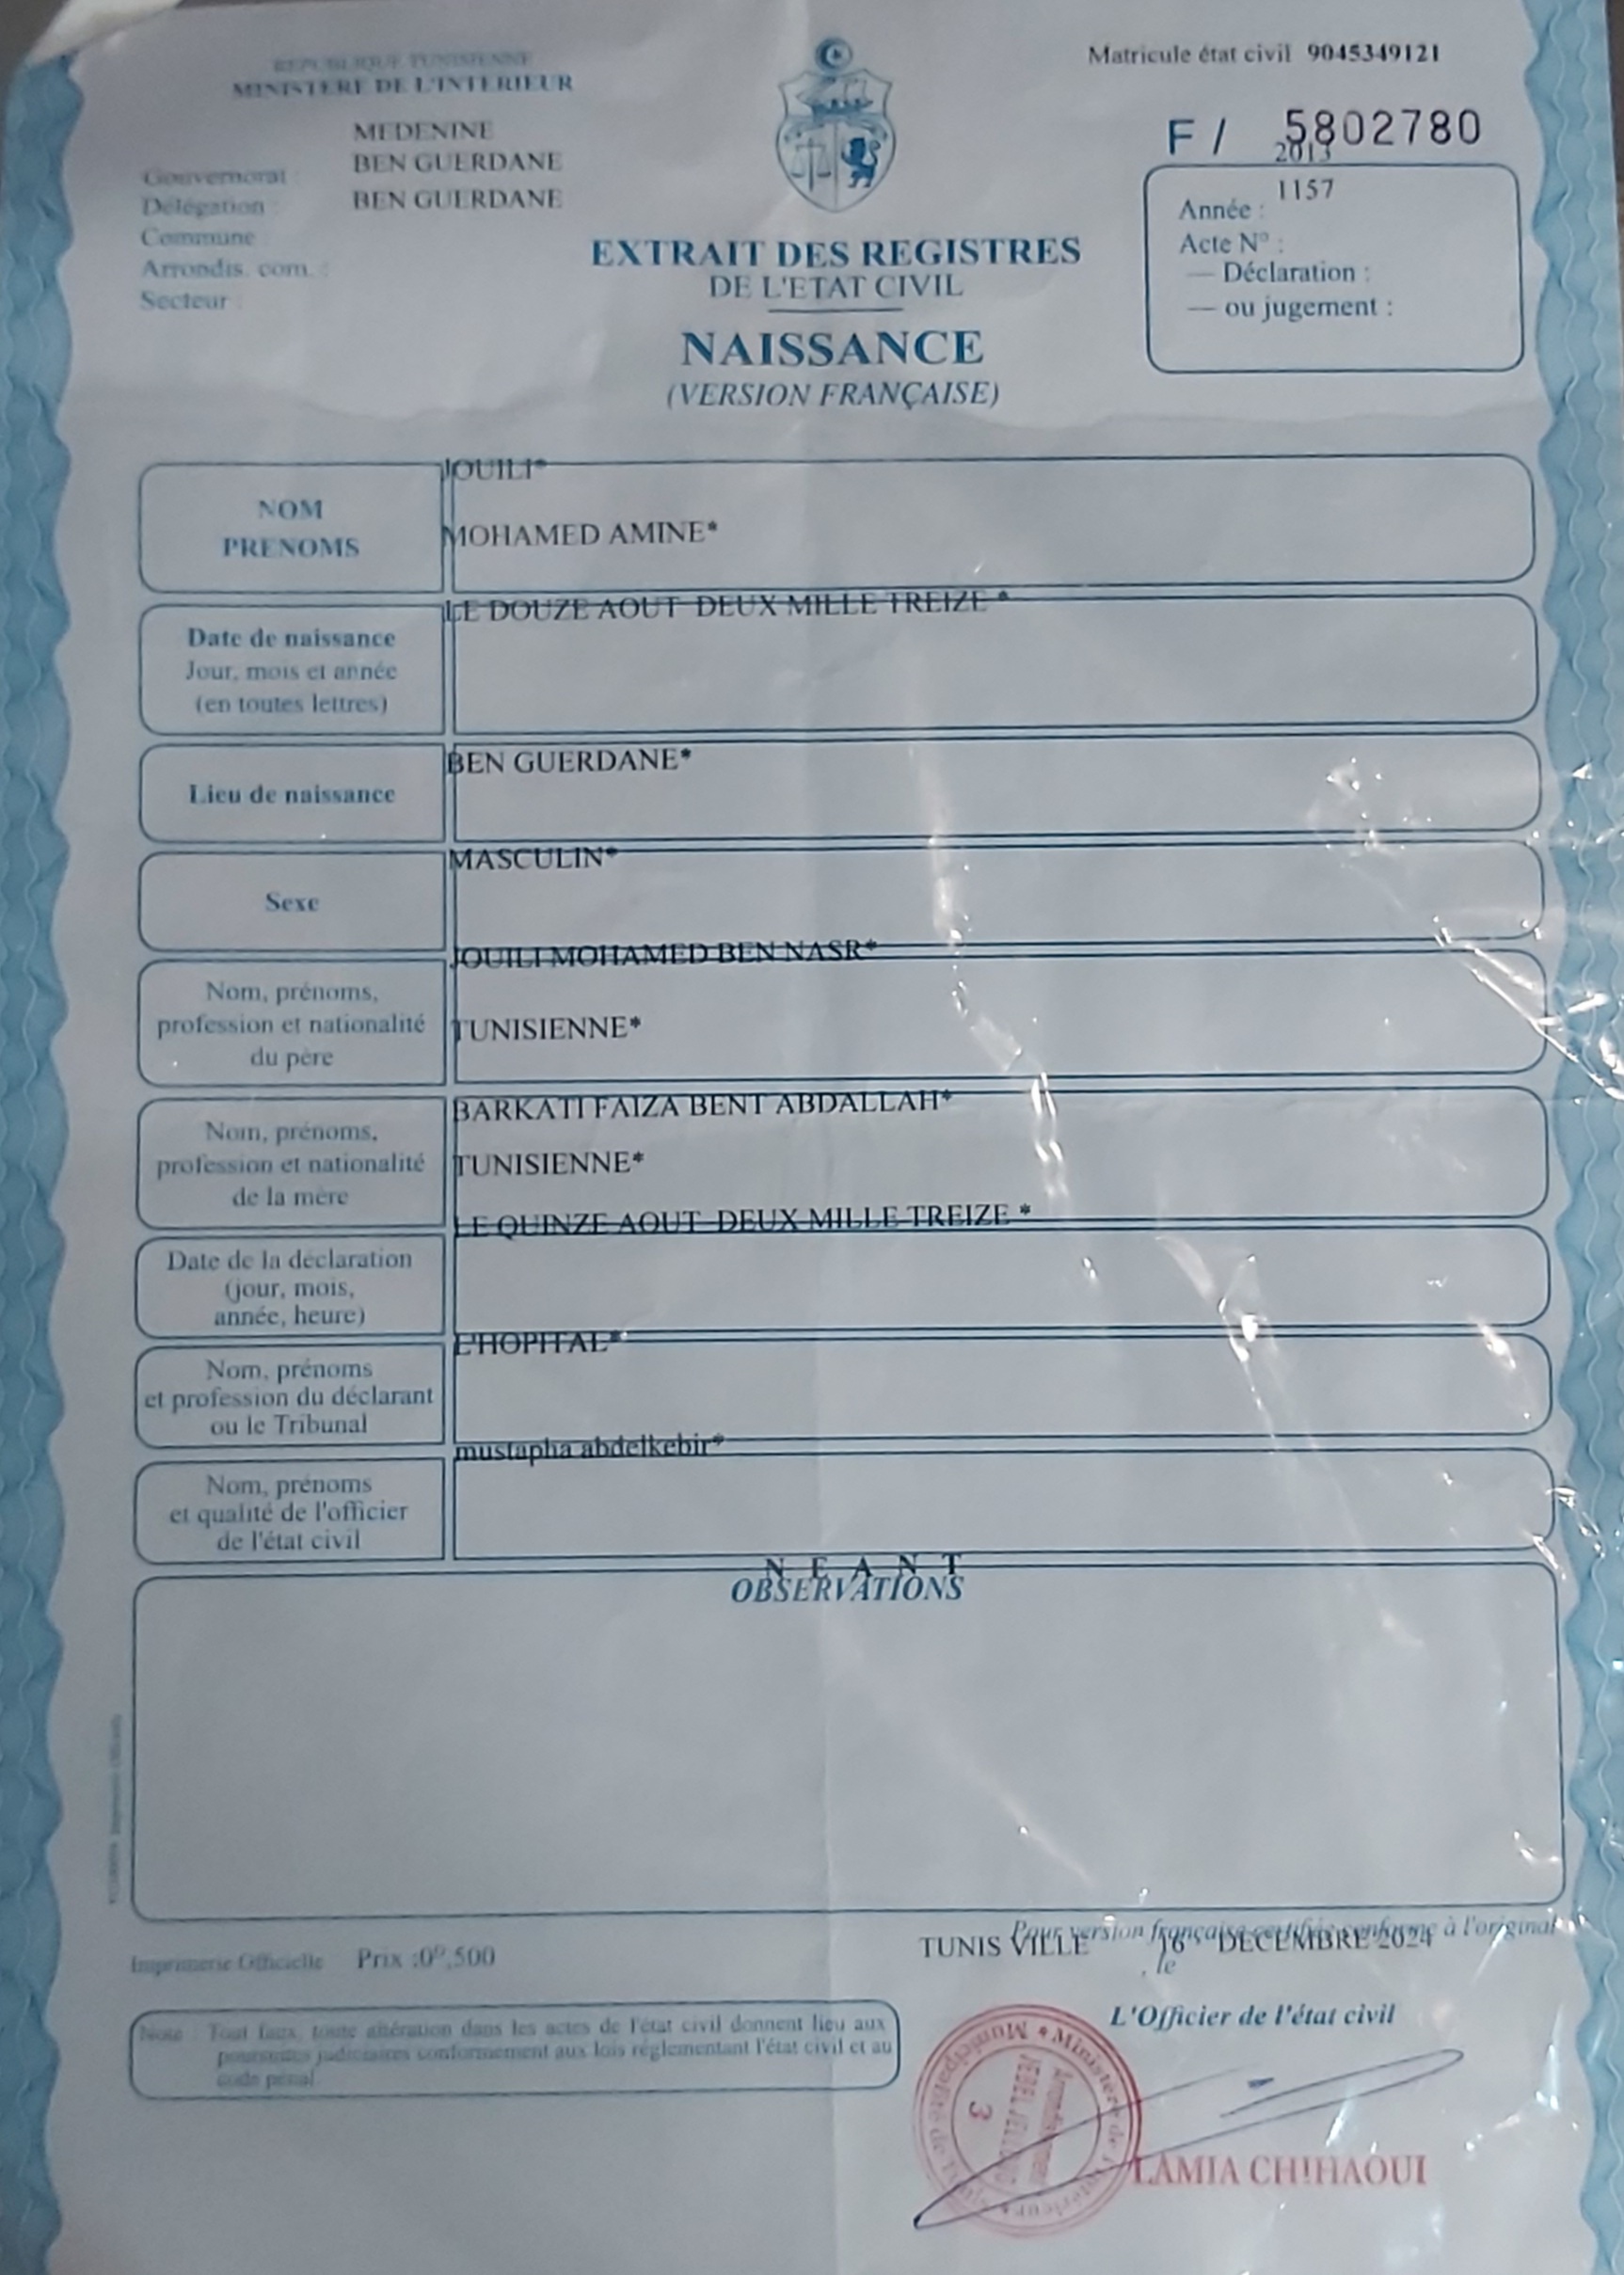 REPUBLIQUE TUNISIENNE
MINISTERE DE L'INTERIEUR
Matricule état civil 9045349121
F / 5802780
MEDENINE
BEN GUERDANE
BEN GUERDANE
Gouvernorat :
Délégation :
Commune :
Arrondis. com. :
Secteur :
2013
1157
Année :
Acte N° :
— Déclaration :
— ou jugement :
EXTRAIT DES REGISTRES
DE L'ETAT CIVIL
NAISSANCE
(VERSION FRANÇAISE)
NOM
PRENOMS
JOUILI*
MOHAMED AMINE*
Date de naissance
Jour, mois et année
(en toutes lettres)
LE DOUZE AOUT DEUX MILLE TREIZE *
Lieu de naissance
BEN GUERDANE*
Sexe
MASCULIN*
Nom, prénoms,
profession et nationalité
du père
JOUILI MOHAMED BEN NASR*
TUNISIENNE*
Nom, prénoms,
profession et nationalité
de la mère
BARKATI FAIZA BENT ABDALLAH*
TUNISIENNE*
Date de la declaration
(jour, mois,
année, heure)
LE QUINZE AOUT DEUX MILLE TREIZE *
Nom, prénoms
et profession du déclarant
ou le Tribunal
L'HOPITAL*
Nom, prénoms
et qualité de l'officier
de l'état civil
mustapha abdelkebir*
N E A N T
OBSERVATIONS
Pour version française certifiée conforme à l'original
TUNIS VILLE , le 16 DECEMBRE 2024
Imprimerie Officielle Prix :0ᴰ,500
L'Officier de l'état civil
Note : Tout faux, toute altération dans les actes de l'état civil donnent lieu aux
poursuites judiciaires conformement aux lois réglementant l'état civil et au
code pénal.
Ministère de l'Intérieur * Municipalité de
Arrondissement
3
LAMIA CHIHAOUI